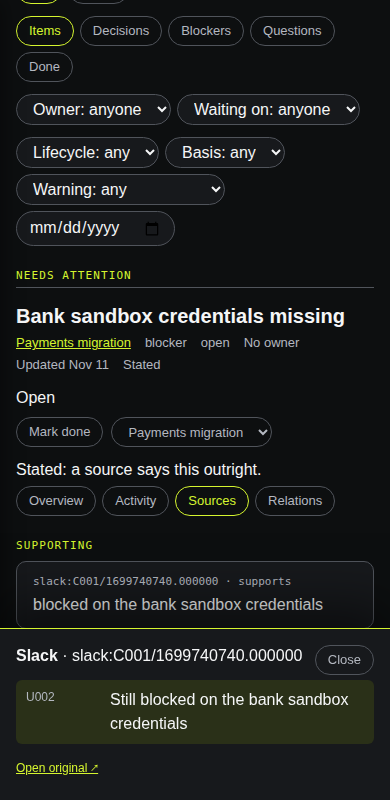 Items Decisions Blockers Questions
Done
Owner: anyone Waiting on: anyone
Lifecycle: any Basis: any
Warning: any
mm/dd/yyyy
NEEDS ATTENTION
Bank sandbox credentials missing
Payments migration blocker open No owner
Updated Nov 11 Stated
Open
Mark done Payments migration
Stated: a source says this outright.
Overview Activity Sources Relations
SUPPORTING
slack:C001/1699740740.000000 · supports
blocked on the bank sandbox credentials
Slack · slack:C001/1699740740.000000 Close
U002 Still blocked on the bank sandbox
credentials
Open original ↗